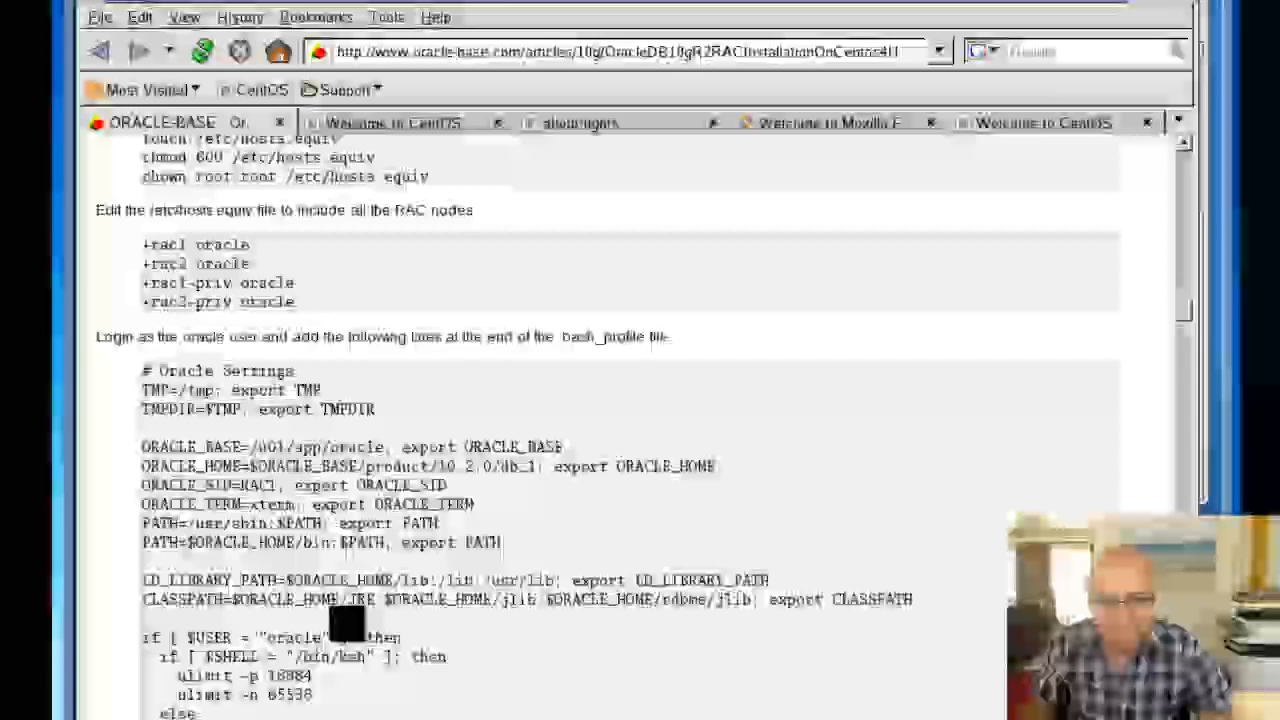 File Edit View History Bookmarks Tools Help
http://www.oracle-base.com/articles/10g/OracleDB10gR2RACInstallationOnCentos4U
Most Visited CentOS Support
ORACLE-BASE Or. Welcome to CentOS about:rights Welcome to Mozilla F Welcome to CentOS
touch /etc/hosts.equiv
chmod 600 /etc/hosts.equiv
chown root:root /etc/hosts.equiv
Edit the /etc/hosts.equiv file to include all the RAC nodes
+rac1 oracle
+rac2 oracle
+rac1-priv oracle
+rac2-priv oracle
Login as the oracle user and add the following lines at the end of the .bash_profile file.
# Oracle Settings
TMP=/tmp; export TMP
TMPDIR=$TMP; export TMPDIR
ORACLE_BASE=/u01/app/oracle; export ORACLE_BASE
ORACLE_HOME=$ORACLE_BASE/product/10.2.0/db_1; export ORACLE_HOME
ORACLE_SID=RAC1; export ORACLE_SID
ORACLE_TERM=xterm; export ORACLE_TERM
PATH=/usr/sbin:$PATH; export PATH
PATH=$ORACLE_HOME/bin:$PATH; export PATH
LD_LIBRARY_PATH=$ORACLE_HOME/lib:/lib:/usr/lib; export LD_LIBRARY_PATH
CLASSPATH=$ORACLE_HOME/JRE:$ORACLE_HOME/jlib:$ORACLE_HOME/rdbms/jlib; export CLASSPATH
if [ $USER = "oracle" ]; then
if [ $SHELL = "/bin/ksh" ]; then
ulimit -p 16384
ulimit -n 65536
else